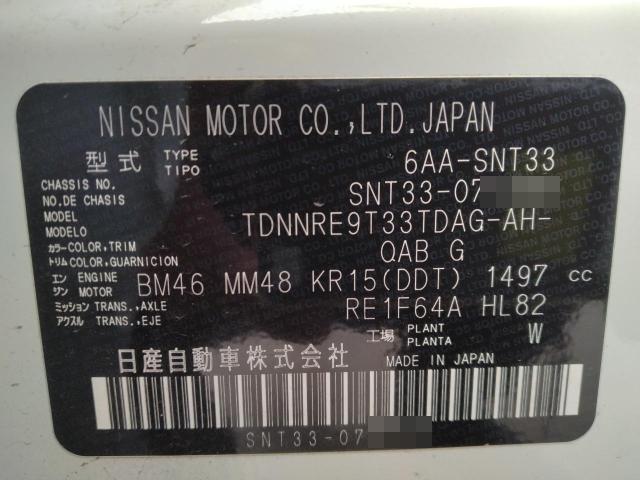 NISSAN MOTOR CO.,LTD.JAPAN
型式 TYPE TIPO 6AA-SNT33
CHASSIS NO. NO.DE CHASSIS SNT33-07
MODEL MODELO TDNNRE9T33TDAG-AH-
カラー COLOR,TRIM トリム COLOR,GUARNICION QAB G
エンジン ENGINE MOTOR BM46 MM48 KR15(DDT) 1497 cc
ミッション TRANS.,AXLE アクスル TRANS.,EJE RE1F64A HL82
工場 PLANT PLANTA W
日産自動車株式会社 MADE IN JAPAN
SNT33-07